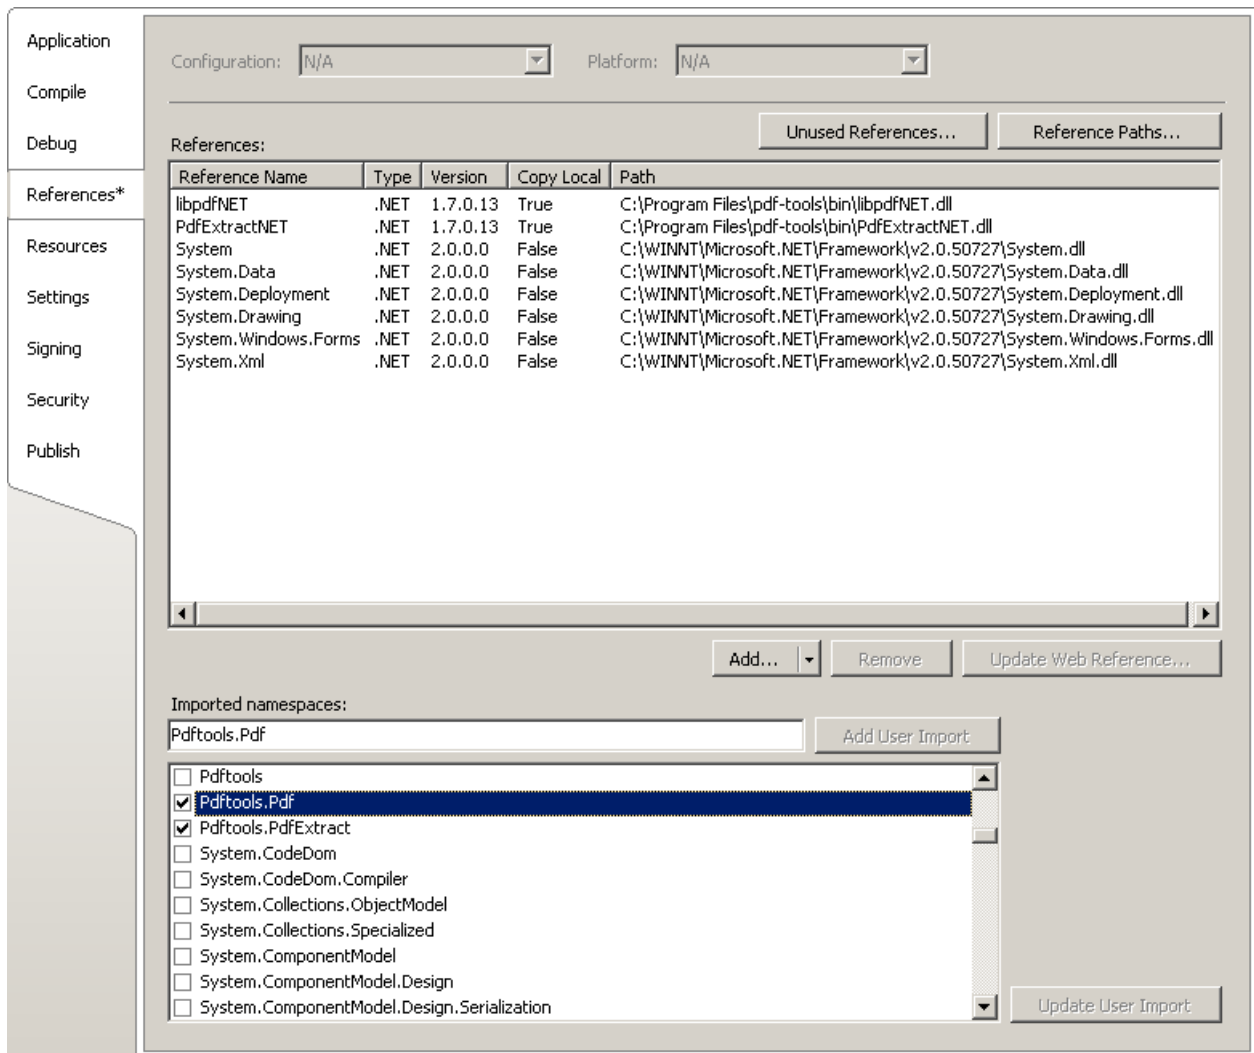 Application
Compile
Debug
References*
Resources
Settings
Signing
Security
Publish
Configuration: N/A Platform: N/A
Unused References... Reference Paths...
References:
Reference Name Type Version Copy Local Path
libpdfNET .NET 1.7.0.13 True C:\Program Files\pdf-tools\bin\libpdfNET.dll
PdfExtractNET .NET 1.7.0.13 True C:\Program Files\pdf-tools\bin\PdfExtractNET.dll
System .NET 2.0.0.0 False C:\WINNT\Microsoft.NET\Framework\v2.0.50727\System.dll
System.Data .NET 2.0.0.0 False C:\WINNT\Microsoft.NET\Framework\v2.0.50727\System.Data.dll
System.Deployment .NET 2.0.0.0 False C:\WINNT\Microsoft.NET\Framework\v2.0.50727\System.Deployment.dll
System.Drawing .NET 2.0.0.0 False C:\WINNT\Microsoft.NET\Framework\v2.0.50727\System.Drawing.dll
System.Windows.Forms .NET 2.0.0.0 False C:\WINNT\Microsoft.NET\Framework\v2.0.50727\System.Windows.Forms.dll
System.Xml .NET 2.0.0.0 False C:\WINNT\Microsoft.NET\Framework\v2.0.50727\System.Xml.dll
Add... Remove Update Web Reference...
Imported namespaces:
Pdftools.Pdf Add User Import
Pdftools
Pdftools.Pdf
Pdftools.PdfExtract
System.CodeDom
System.CodeDom.Compiler
System.Collections.ObjectModel
System.Collections.Specialized
System.ComponentModel
System.ComponentModel.Design
System.ComponentModel.Design.Serialization
Update User Import